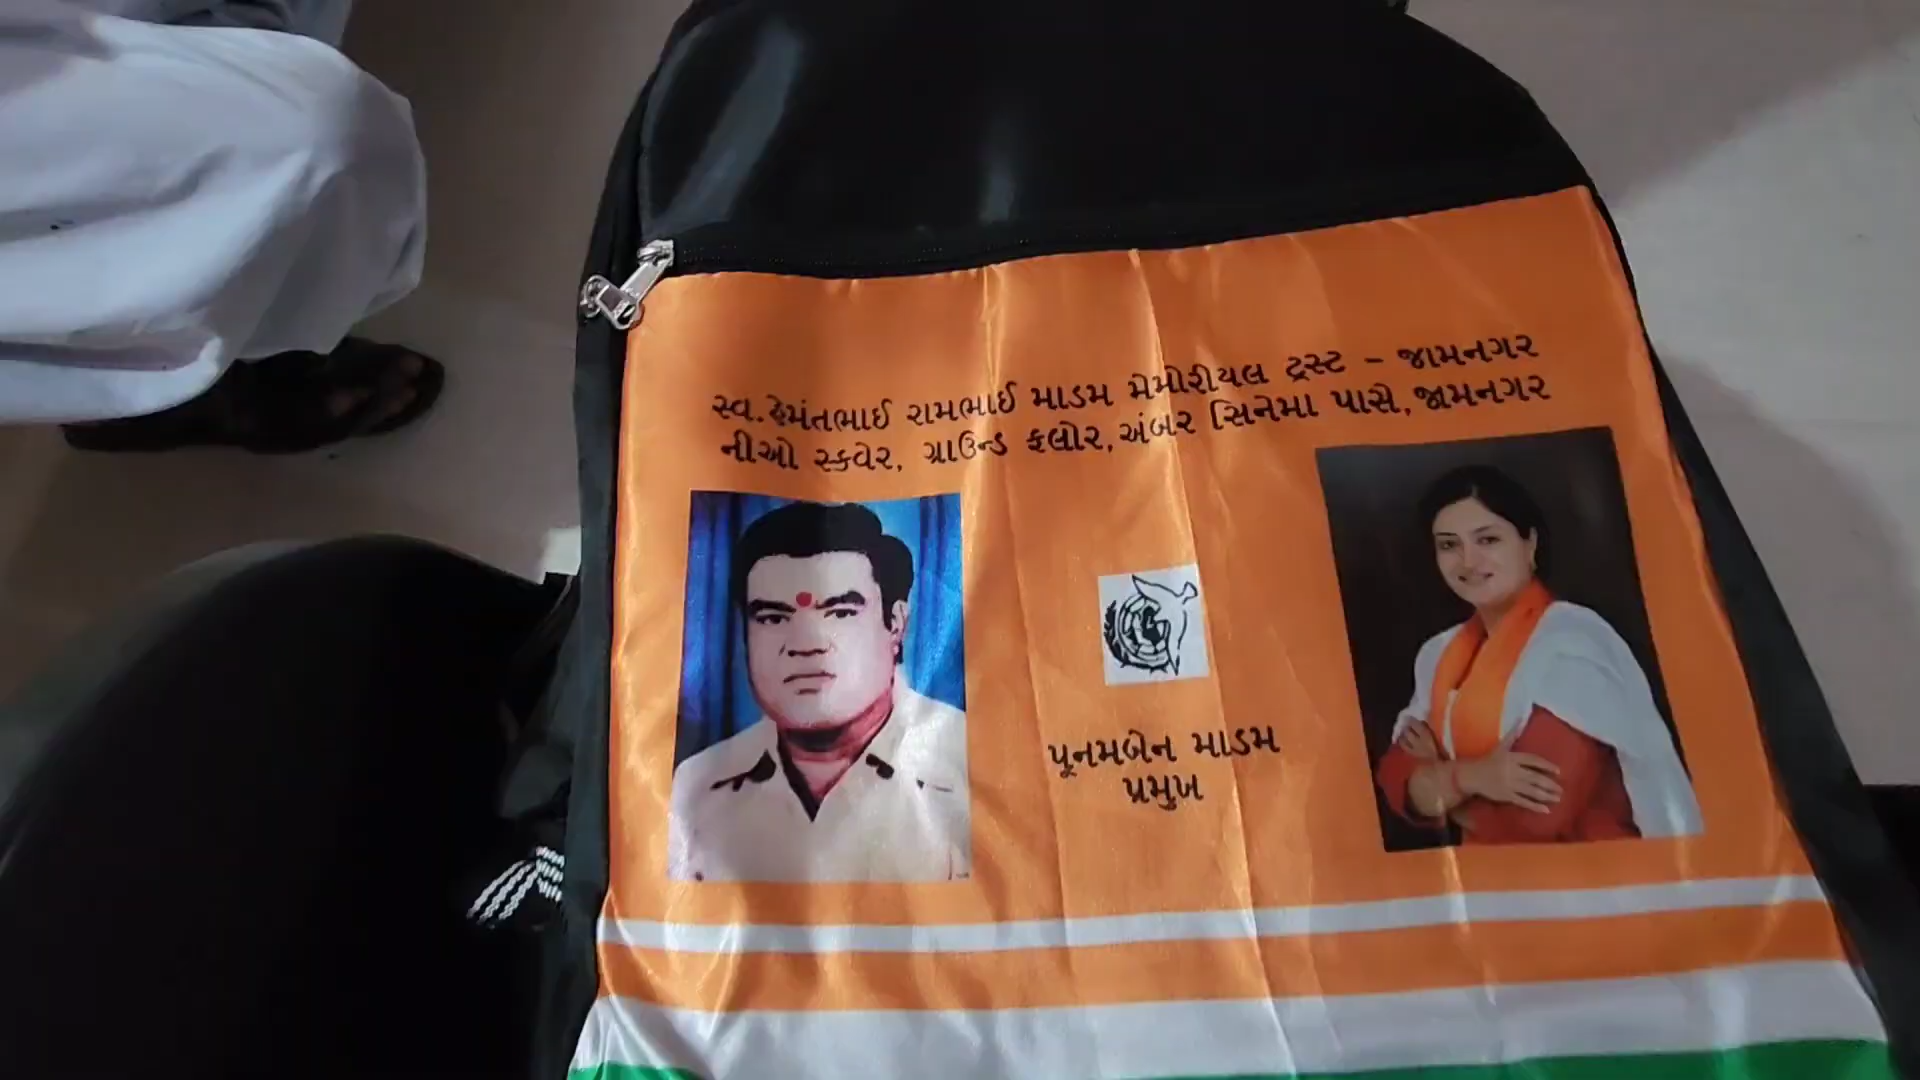 સ્વ.હેમંતભાઈ રામભાઈ માડમ મેમોરીયલ ટ્રસ્ટ - જામનગર
નીઓ સ્કવેર, ગ્રાઉન્ડ ફલોર, અંબર સિનેમા પાસે, જામનગર
પૂનમબેન માડમ
પ્રમુખ